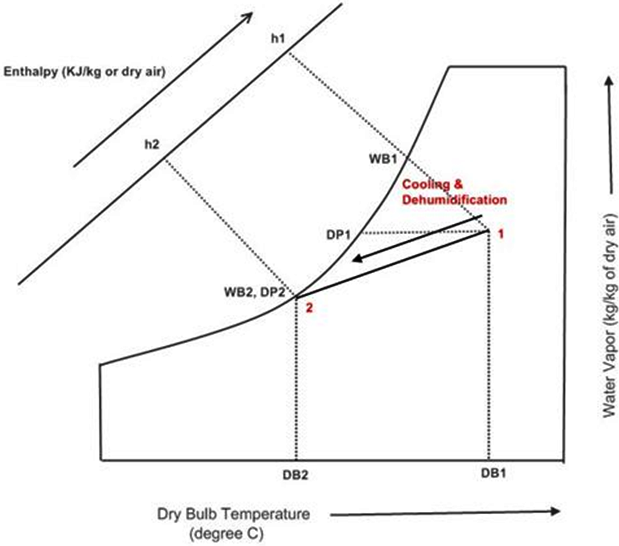 h1
Enthalpy (KJ/kg or dry air)
h2
WB1
Cooling &
Dehumidification
DP1
1
WB2, DP2
2
DB2
DB1
Dry Bulb Temperature
(degree C)
Water Vapor (kg/kg of dry air)